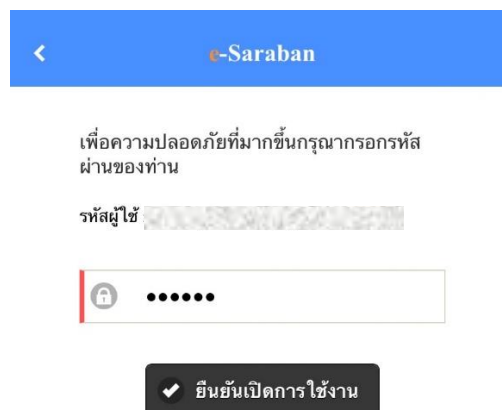 e-Saraban
เพื่อความปลอดภัยที่มากขึ้นกรุณากรอกรหัส
ผ่านของท่าน
รหัสผู้ใช้
••••••
ยืนยันเปิดการใช้งาน